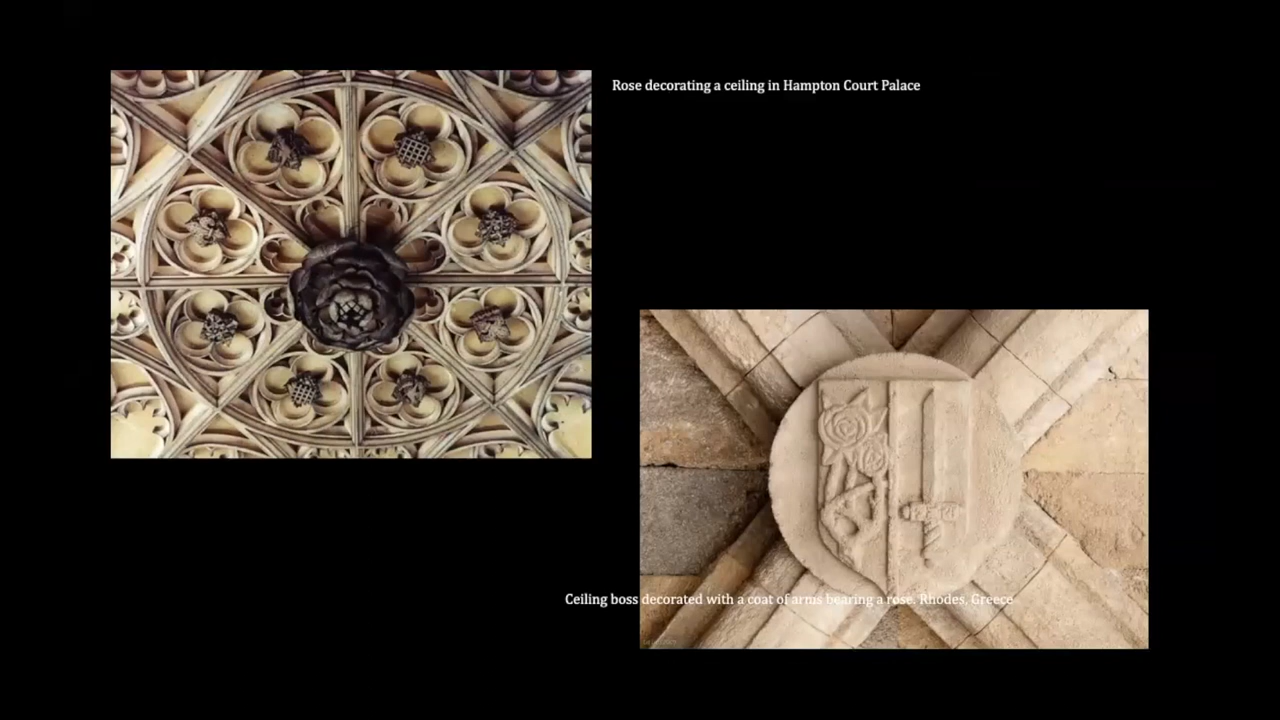 Rose decorating a ceiling in Hampton Court Palace
Ceiling boss decorated with a coat of arms bearing a rose. Rhodes, Greece